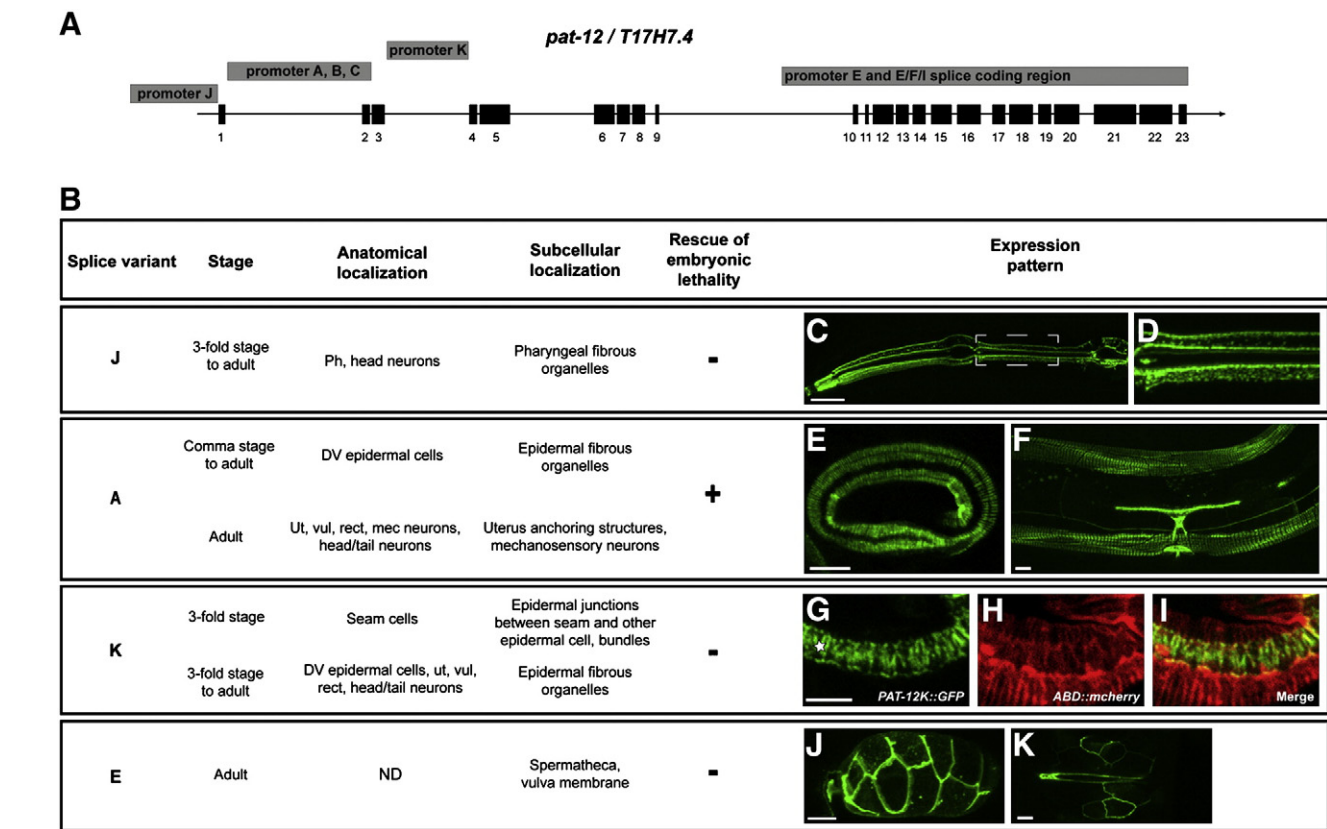 A
pat-12 / T17H7.4
promoter K
promoter A, B, C
promoter E and E/F/I splice coding region
promoter J
1 2 3 4 5 6 7 8 9 10 11 12 13 14 15 16 17 18 19 20 21 22 23
B
Splice variant
Stage
Anatomical
localization
Subcellular
localization
Rescue of
embryonic
lethality
Expression
pattern
J
3-fold stage
to adult
Ph, head neurons
Pharyngeal fibrous
organelles
-
C
D
A
Comma stage
to adult
DV epidermal cells
Epidermal fibrous
organelles
Adult
Ut, vul, rect, mec neurons,
head/tail neurons
Uterus anchoring structures,
mechanosensory neurons
+
E
F
K
3-fold stage
Seam cells
Epidermal junctions
between seam and other
epidermal cell, bundles
3-fold stage
to adult
DV epidermal cells, ut, vul,
rect, head/tail neurons
Epidermal fibrous
organelles
-
G
PAT-12K::GFP
H
ABD::mcherry
I
Merge
E
Adult
ND
Spermatheca,
vulva membrane
-
J
K